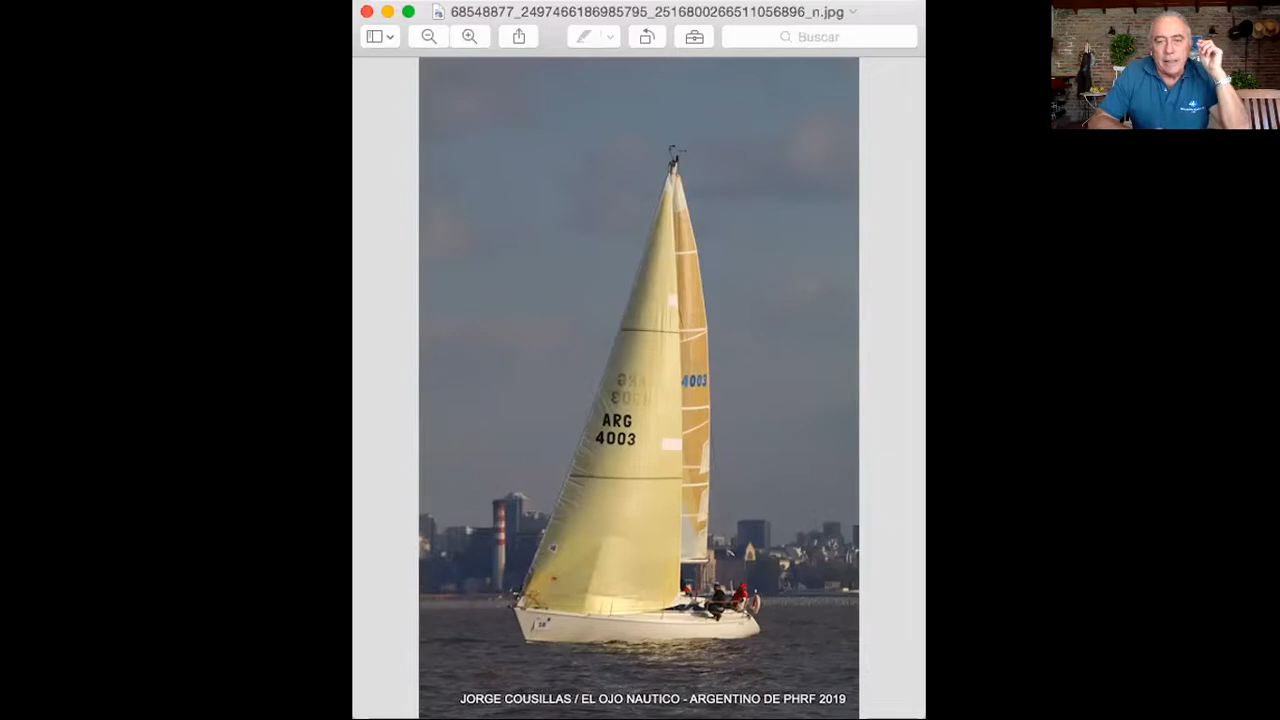 68548877_2497466186985795_2516800266511056896_n.jpg
Buscar
4003
ARG
4003
JORGE COUSILLAS / EL OJO NAUTICO - ARGENTINO DE PHRF 2019